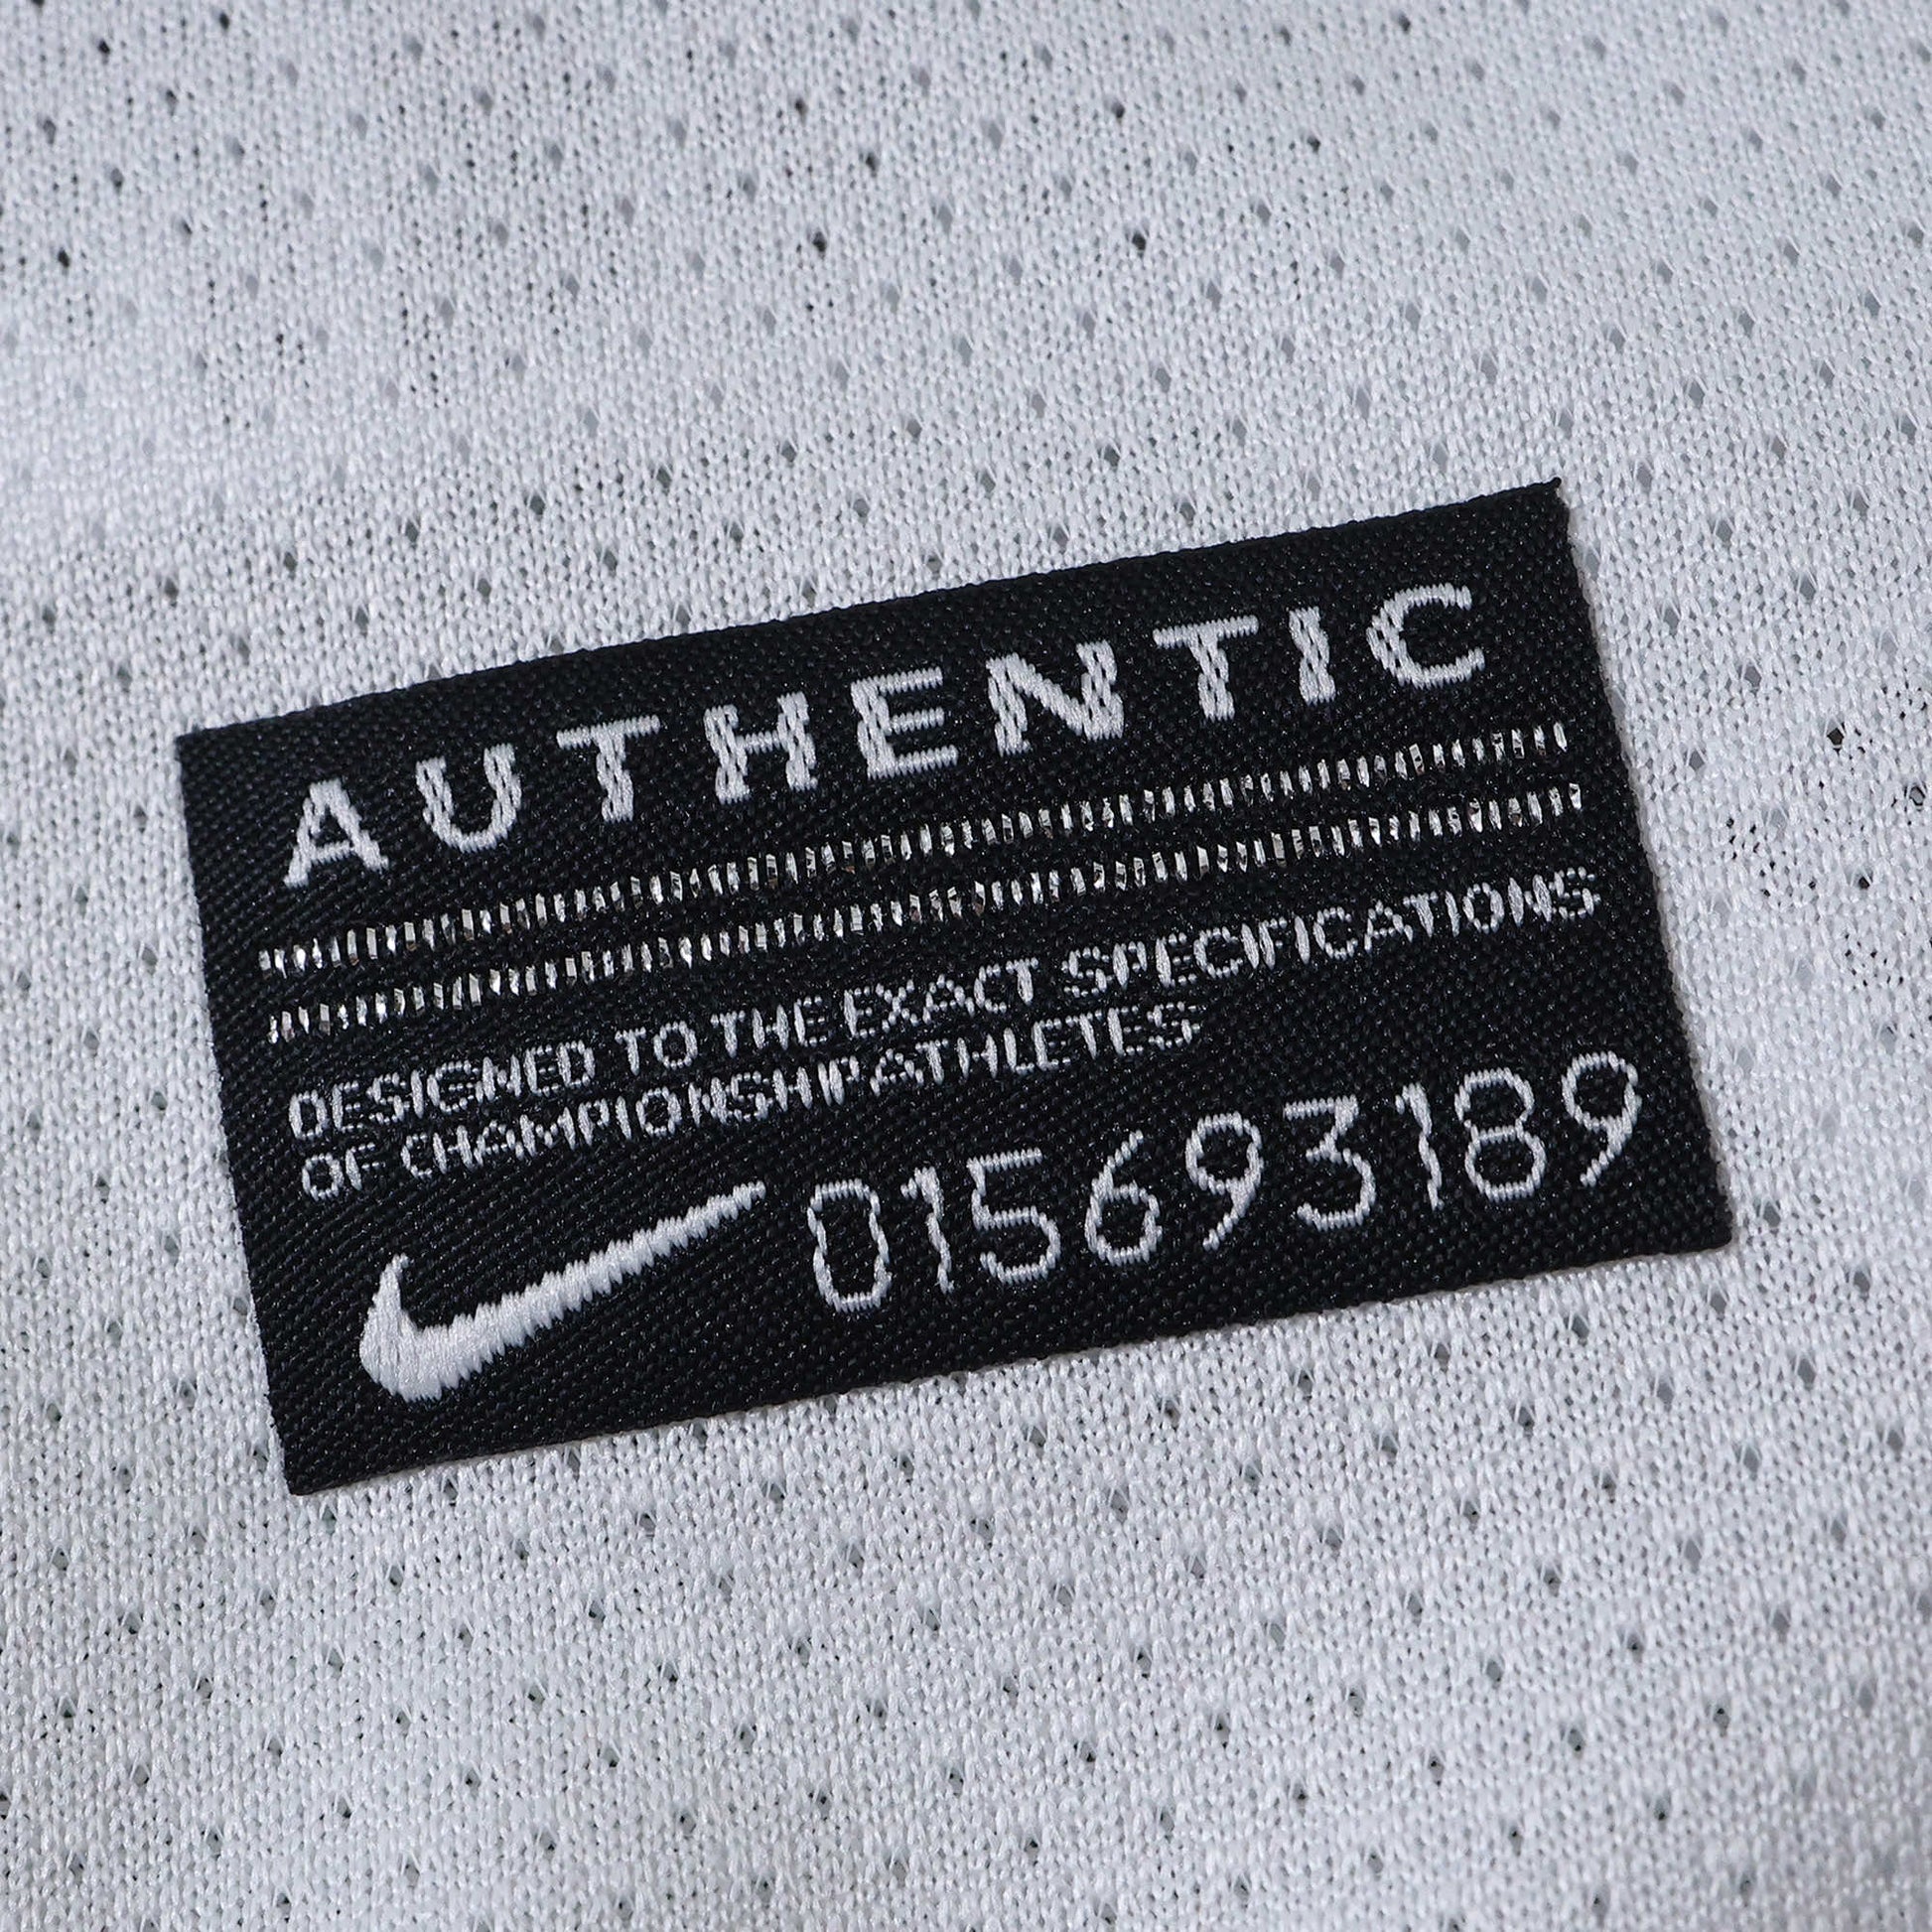 AUTHENTIC
DESIGNED TO THE EXACT SPECIFICATIONS
OF CHAMPIONSHIP ATHLETES
015693189